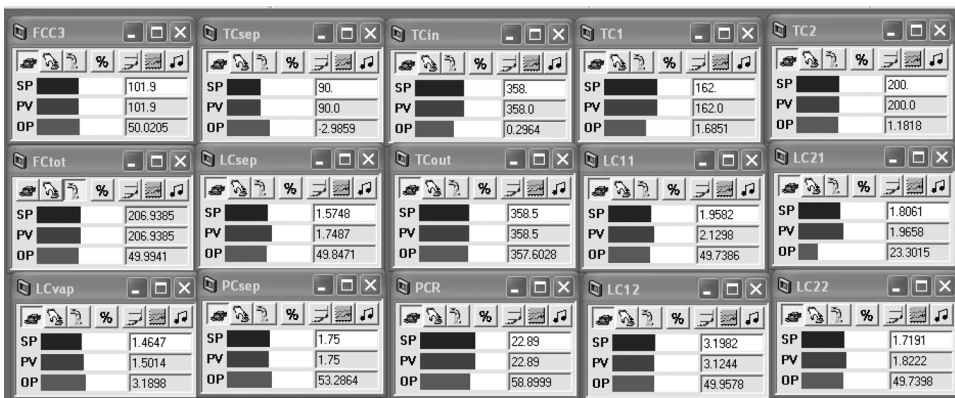 FCC3
%
SP 101.9
PV 101.9
OP 50.0205
TCsep
%
SP 90.
PV 90.0
OP -2.9859
TCin
%
SP 358.
PV 358.0
OP 0.2964
TC1
%
SP 162.
PV 162.0
OP 1.6851
TC2
%
SP 200.
PV 200.0
OP 1.1818
FCtot
%
SP 206.9385
PV 206.9385
OP 49.9941
LCsep
%
SP 1.5748
PV 1.7487
OP 49.8471
TCout
%
SP 358.5
PV 358.5
OP 357.6028
LC11
%
SP 1.9582
PV 2.1298
OP 49.7386
LC21
%
SP 1.8061
PV 1.9658
OP 23.3015
LCvap
%
SP 1.4647
PV 1.5014
OP 3.1898
PCsep
%
SP 1.75
PV 1.75
OP 53.2864
PCR
%
SP 22.89
PV 22.89
OP 58.8999
LC12
%
SP 3.1982
PV 3.1244
OP 49.9578
LC22
%
SP 1.7191
PV 1.8222
OP 49.7398